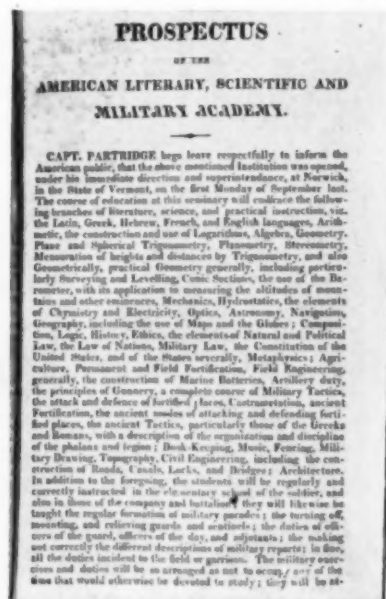 PROSPECTUS
OF THE
AMERICAN LITERARY, SCIENTIFIC AND
MILITARY ACADEMY.
CAPT. PARTRIDGE begs leave respectfully to inform the
American public, that the above mentioned Institution was opened,
under his immediate direction and superintendance, at Norwich,
in the State of Vermont, on the first Monday of September last.
The course of education at this seminary will embrace the follow-
ing branches of literature, science, and practical instruction, viz.
the Latin, Greek, Hebrew, French, and English languages, Arith-
metic, the construction and use of Logarithms, Algebra, Geometry,
Plane and Spherical Trigonometry, Planometry, Stereometry,
Mensuration of heights and distances by Trigonometry, and also
Geometrically, practical Geometry generally, including particu-
larly Surveying and Levelling, Conic Sections, the use of the Ba-
rometer, with its application to measuring the altitudes of moun-
tains and other eminences, Mechanics, Hydrostatics, the elements
of Chymistry and Electricity, Optics, Astronomy, Navigation,
Geography, including the use of Maps and the Globes; Composi-
tion, Logic, History, Ethics, the elements of Natural and Political
Law, the Law of Nations, Military Law, the Constitution of the
United States, and of the States severally, Metaphysics; Agri-
culture, Permanent and Field Fortification, Field Engineering,
generally, the construction of Marine Batteries, Artillery duty,
the principles of Gunnery, a complete course of Military Tactics,
the attack and defence of fortified places, Castrametation, ancient
Fortification, the ancient modes of attacking and defending forti-
fied places, the ancient Tactics, particularly those of the Greeks
and Romans, with a description of the organization and discipline
of the phalanx and legion; Book-Keeping, Music, Fencing, Mili-
tary Drawing, Topography, Civil Engineering, including the con-
struction of Roads, Canals, Locks, and Bridges; Architecture.
In addition to the foregoing, the students will be regularly and
correctly instructed in the elementary school of the soldier, and
also in those of the company and battalion; they will likewise be
taught the regular formation of military parades; the turning off,
mounting, and relieving guards and sentinels; the duties of offi-
cers of the guard, officers of the day, and adjutants; the making
out correctly the different descriptions of military reports; in fine,
all the duties incident to the field or garrison. The military exer-
cises and duties will be so arranged as not to occupy any of the
time that would otherwise be devoted to study; they will be at-